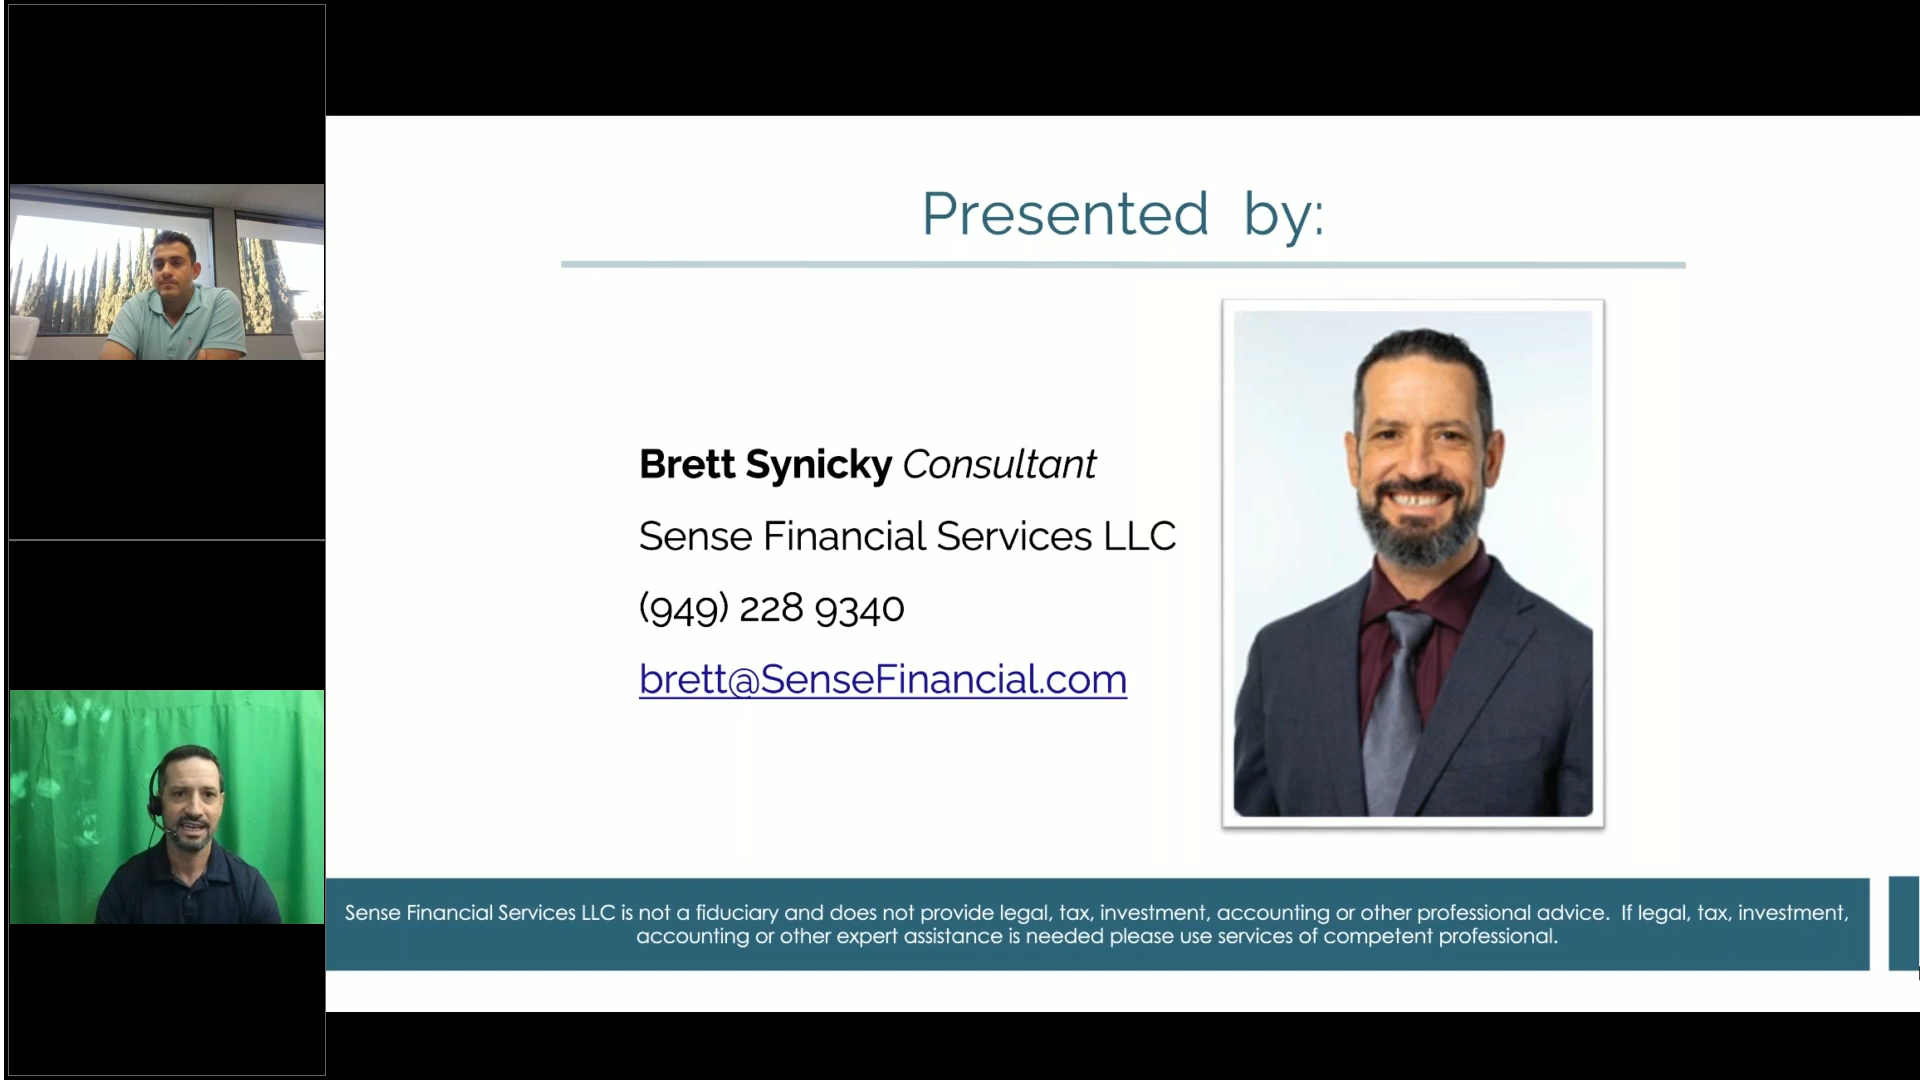 Presented by:
Brett Synicky Consultant
Sense Financial Services LLC
(949) 228 9340
brett@SenseFinancial.com
Sense Financial Services LLC is not a fiduciary and does not provide legal, tax, investment, accounting or other professional advice. If legal, tax, investment,
accounting or other expert assistance is needed please use services of competent professional.